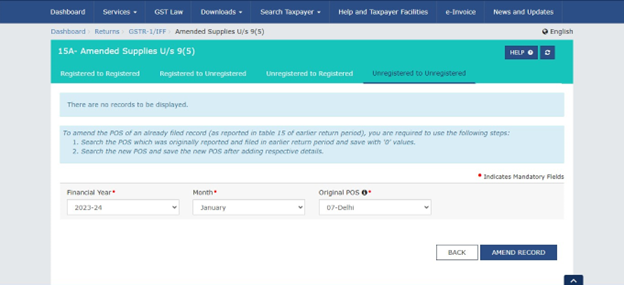 Dashboard Services GST Law Downloads Search Taxpayer Help and Taxpayer Facilities e-Invoice News and Updates
Dashboard › Returns › GSTR-1/IFF › Amended Supplies U/s 9(5) English
15A- Amended Supplies U/s 9(5) HELP
Registered to Registered Registered to Unregistered Unregistered to Registered Unregistered to Unregistered
There are no records to be displayed.
To amend the POS of an already filed record (as reported in table 15 of earlier return period), you are required to use the following steps:
1. Search the POS which was originally reported and filed in earlier return period and save with '0' values.
2. Search the new POS and save the new POS after adding respective details.
• Indicates Mandatory Fields
Financial Year• Month• Original POS •
2023-24 January 07-Delhi
BACK AMEND RECORD